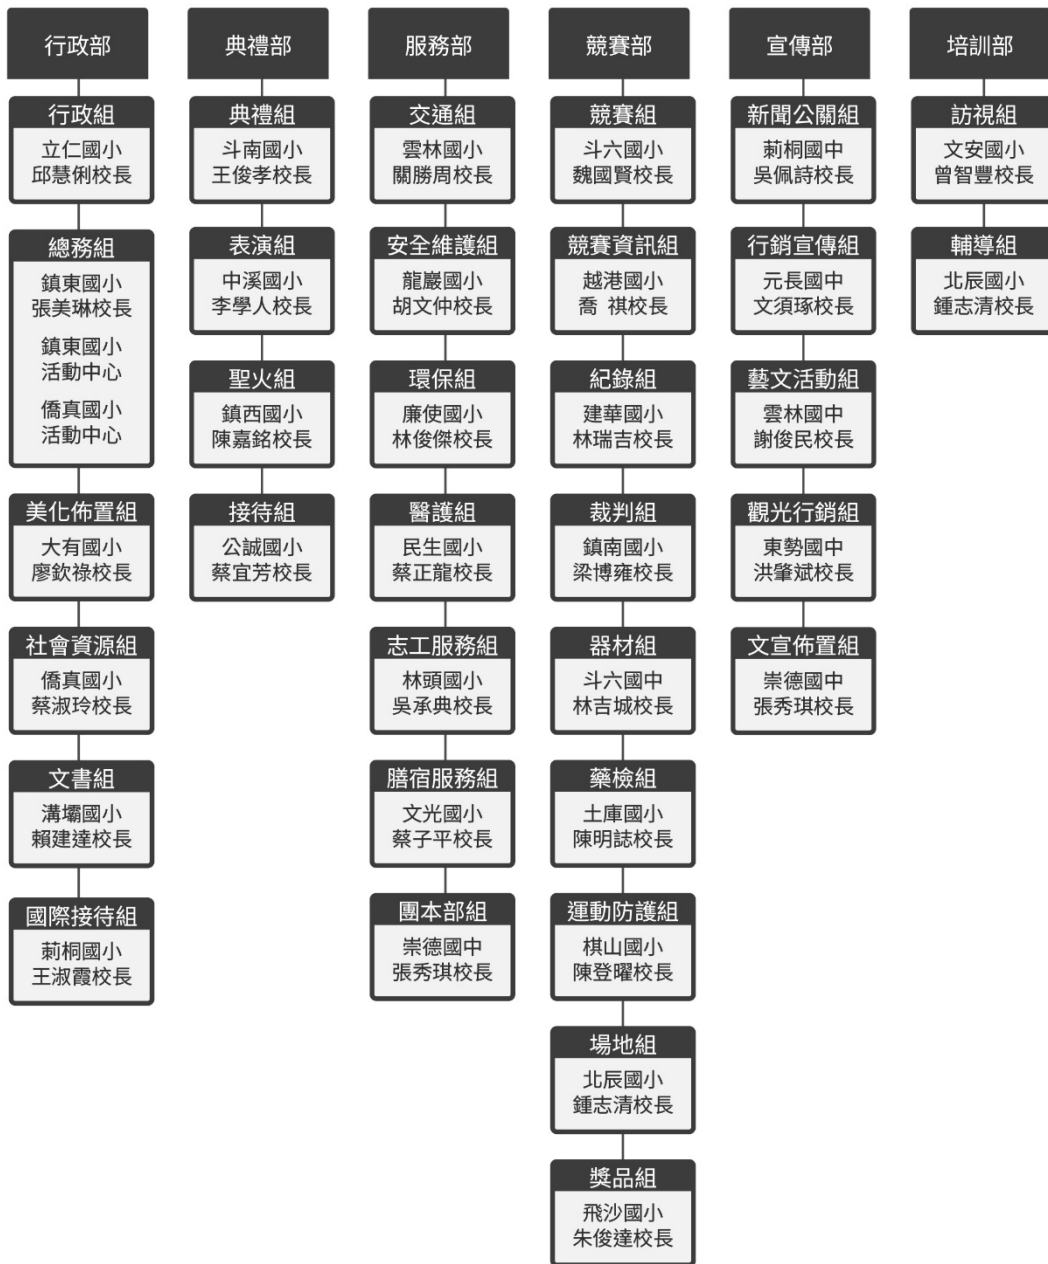 行政部
行政組
立仁國小
邱慧俐校長
總務組
鎮東國小
張美琳校長
鎮東國小
活動中心
僑真國小
活動中心
美化佈置組
大有國小
廖欽祿校長
社會資源組
僑真國小
蔡淑玲校長
文書組
溝壩國小
賴建達校長
國際接待組
莿桐國小
王淑霞校長
典禮部
典禮組
斗南國小
王俊孝校長
表演組
中溪國小
李學人校長
聖火組
鎮西國小
陳嘉銘校長
接待組
公誠國小
蔡宜芳校長
服務部
交通組
雲林國小
關勝周校長
安全維護組
龍巖國小
胡文仲校長
環保組
廉使國小
林俊傑校長
醫護組
民生國小
蔡正龍校長
志工服務組
林頭國小
吳承典校長
膳宿服務組
文光國小
蔡子平校長
團本部組
崇德國中
張秀琪校長
競賽部
競賽組
斗六國小
魏國賢校長
競賽資訊組
越港國小
喬 祺校長
紀錄組
建華國小
林瑞吉校長
裁判組
鎮南國小
梁博雍校長
器材組
斗六國中
林吉城校長
藥檢組
土庫國小
陳明誌校長
運動防護組
棋山國小
陳登曜校長
場地組
北辰國小
鍾志清校長
獎品組
飛沙國小
朱俊達校長
宣傳部
新聞公關組
莿桐國中
吳佩詩校長
行銷宣傳組
元長國中
文須琢校長
藝文活動組
雲林國中
謝俊民校長
觀光行銷組
東勢國中
洪肇斌校長
文宣佈置組
崇德國中
張秀琪校長
培訓部
訪視組
文安國小
曾智豐校長
輔導組
北辰國小
鍾志清校長